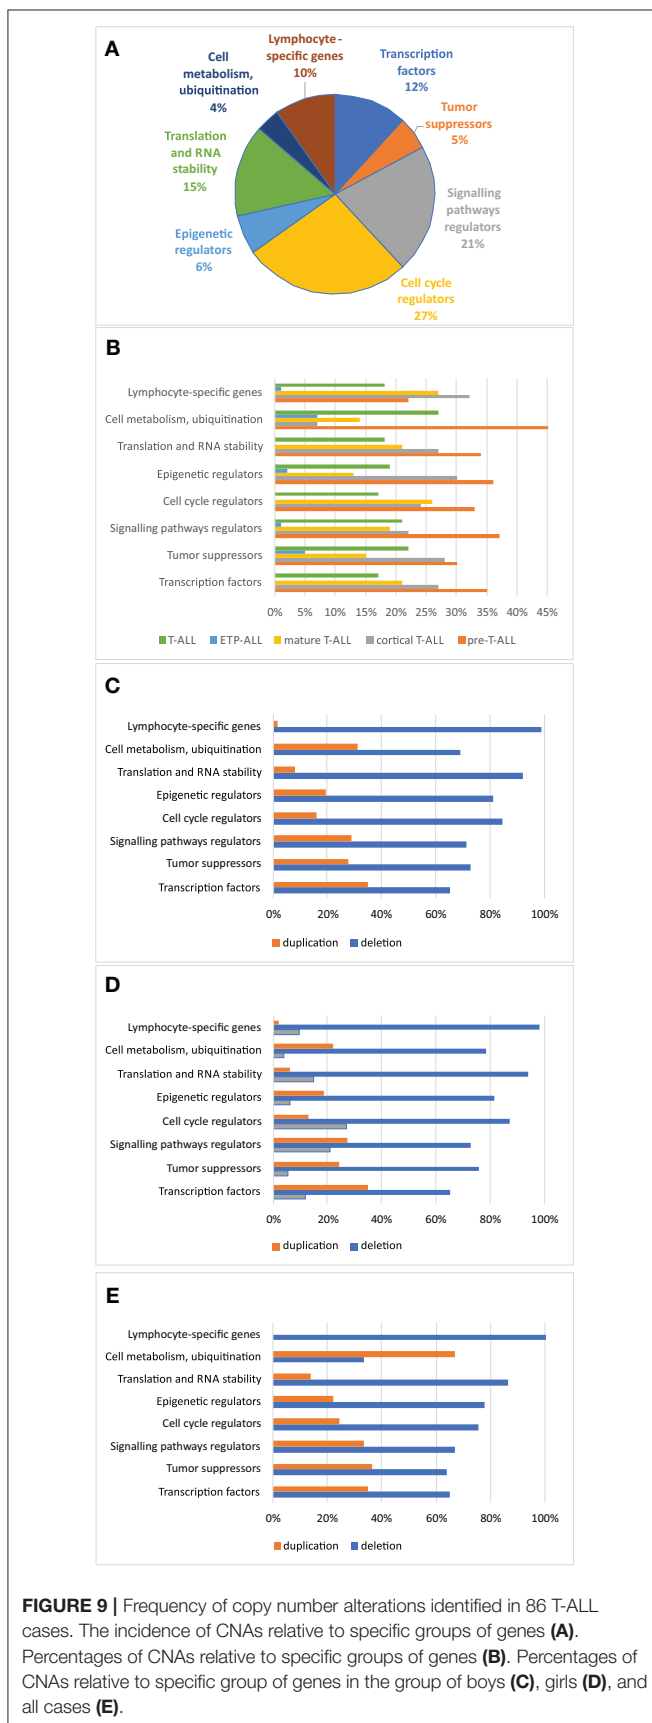 A
Lymphocyte -
specific genes
10%
Transcription
factors
12%
Cell
metabolism,
ubiquitination
4%
Tumor
suppressors
5%
Translation
and RNA
stability
15%
Signalling
pathways
regulators
21%
Epigenetic
regulators
6%
Cell cycle
regulators
27%
B
Lymphocyte-specific genes
Cell metabolism, ubiquitination
Translation and RNA stability
Epigenetic regulators
Cell cycle regulators
Signalling pathways regulators
Tumor suppressors
Transcription factors
0% 5% 10% 15% 20% 25% 30% 35% 40% 45%
T-ALL ETP-ALL mature T-ALL cortical T-ALL pre-T-ALL
C
Lymphocyte-specific genes
Cell metabolism, ubiquitination
Translation and RNA stability
Epigenetic regulators
Cell cycle regulators
Signalling pathways regulators
Tumor suppressors
Transcription factors
0% 20% 40% 60% 80% 100%
duplication deletion
D
Lymphocyte-specific genes
Cell metabolism, ubiquitination
Translation and RNA stability
Epigenetic regulators
Cell cycle regulators
Signalling pathways regulators
Tumor suppressors
Transcription factors
0% 20% 40% 60% 80% 100%
duplication deletion
E
Lymphocyte-specific genes
Cell metabolism, ubiquitination
Translation and RNA stability
Epigenetic regulators
Cell cycle regulators
Signalling pathways regulators
Tumor suppressors
Transcription factors
0% 20% 40% 60% 80% 100%
duplication deletion
FIGURE 9 | Frequency of copy number alterations identified in 86 T-ALL
cases. The incidence of CNAs relative to specific groups of genes (A).
Percentages of CNAs relative to specific groups of genes (B). Percentages of
CNAs relative to specific group of genes in the group of boys (C), girls (D), and
all cases (E).